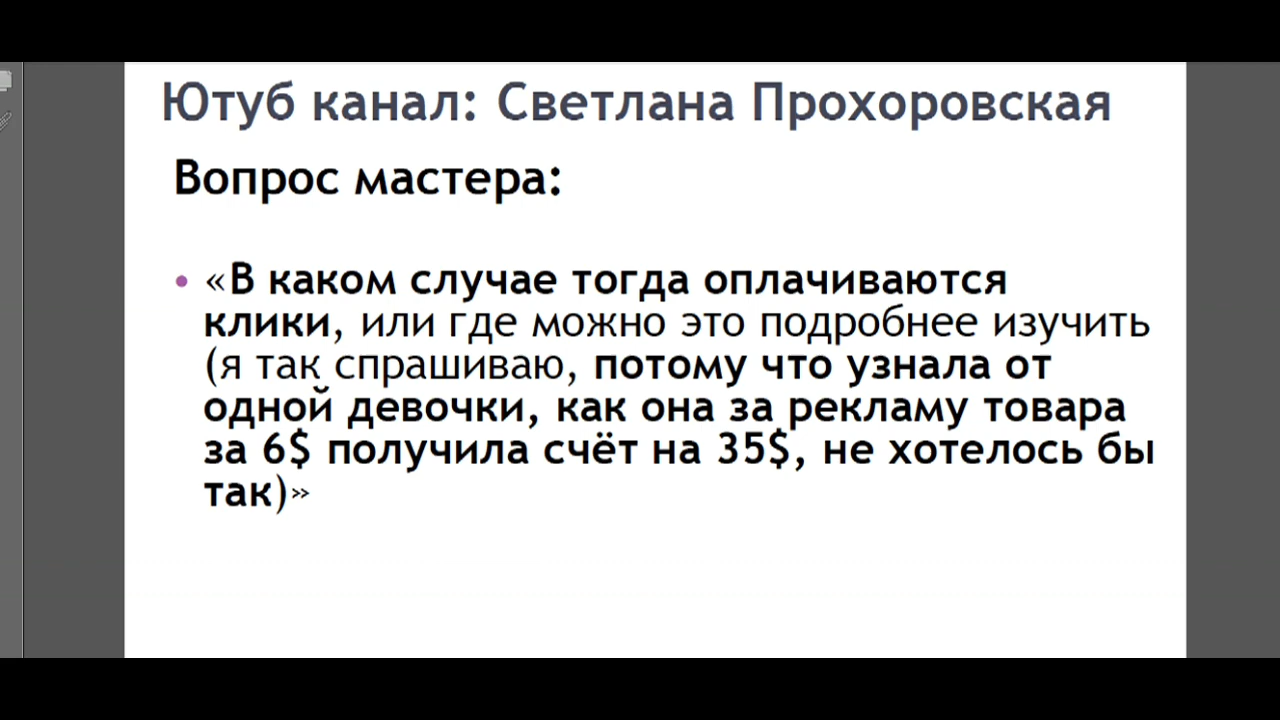 Ютуб канал: Светлана Прохоровская
Вопрос мастера:
• «В каком случае тогда оплачиваются
клики, или где можно это подробнее изучить
(я так спрашиваю, потому что узнала от
одной девочки, как она за рекламу товара
за 6$ получила счёт на 35$, не хотелось бы
так)»